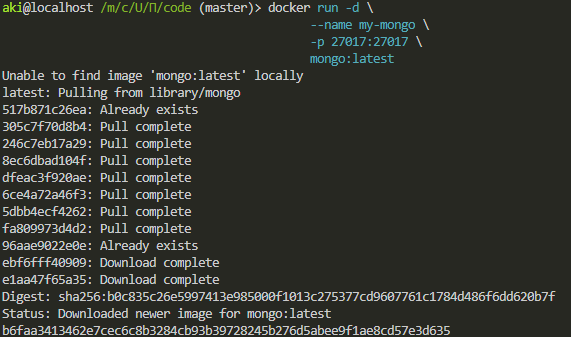 aki@localhost /m/c/U/П/code (master)> docker run -d \
--name my-mongo \
-p 27017:27017 \
mongo:latest
Unable to find image 'mongo:latest' locally
latest: Pulling from library/mongo
517b871c26ea: Already exists
305c7f70d8b4: Pull complete
246c7eb17a29: Pull complete
8ec6dbad104f: Pull complete
dfeac3f920ae: Pull complete
6ce4a72a46f3: Pull complete
5dbb4ecf4262: Pull complete
fa809973d4d2: Pull complete
96aae9022e0e: Already exists
ebf6fff40909: Download complete
e1aa47f65a35: Download complete
Digest: sha256:b0c835c26e5997413e985000f1013c275377cd9607761c1784d486f6dd620b7f
Status: Downloaded newer image for mongo:latest
b6faa3413462e7cec6c8b3284cb93b39728245b276d5abee9f1ae8cd57e3d635